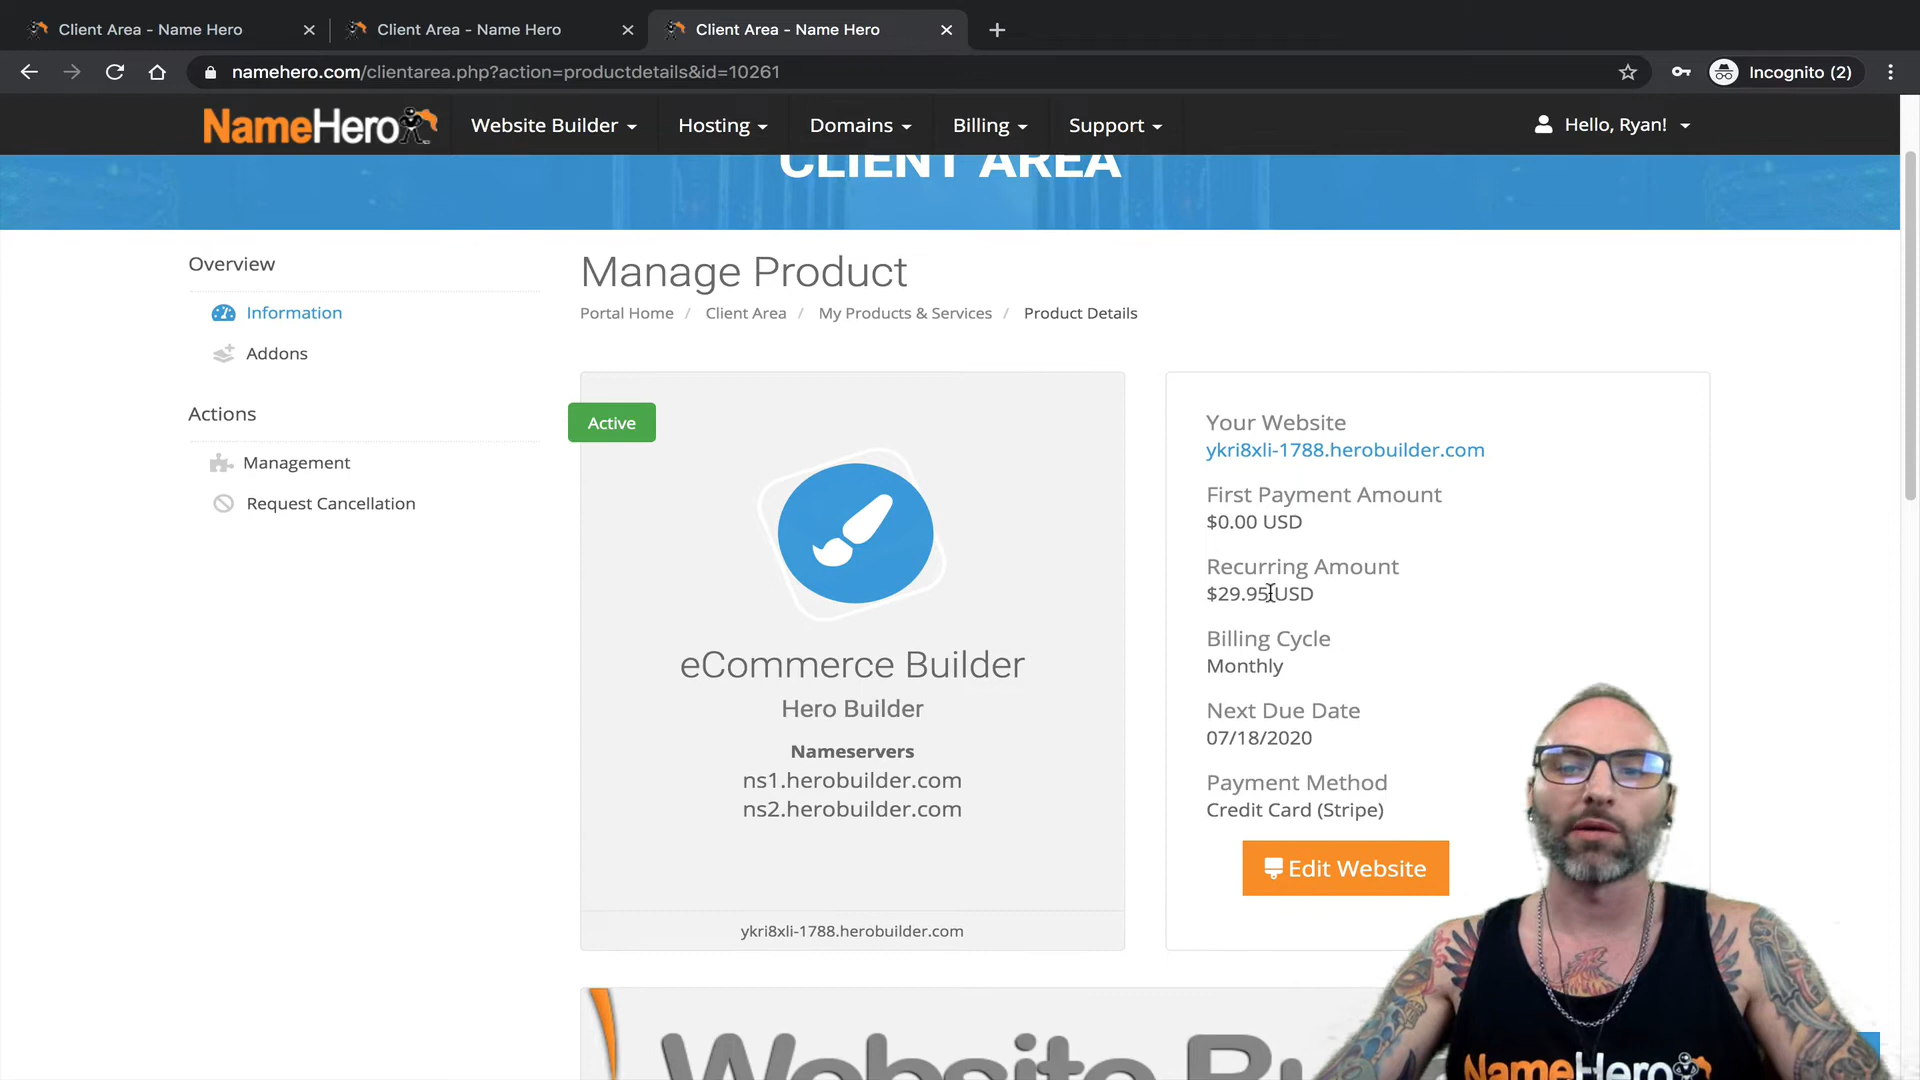 Client Area - Name Hero
Client Area - Name Hero
Client Area - Name Hero
namehero.com/clientarea.php?action=productdetails&id=10261
Incognito (2)
NameHero
Website Builder
Hosting
Domains
Billing
Support
Hello, Ryan!
CLIENT AREA
Overview
Information
Addons
Actions
Management
Request Cancellation
Manage Product
Portal Home / Client Area / My Products & Services / Product Details
Active
eCommerce Builder
Hero Builder
Nameservers
ns1.herobuilder.com
ns2.herobuilder.com
ykri8xli-1788.herobuilder.com
Your Website
ykri8xli-1788.herobuilder.com
First Payment Amount
$0.00 USD
Recurring Amount
$29.95 USD
Billing Cycle
Monthly
Next Due Date
07/18/2020
Payment Method
Credit Card (Stripe)
Edit Website
Website Bu
NameHero